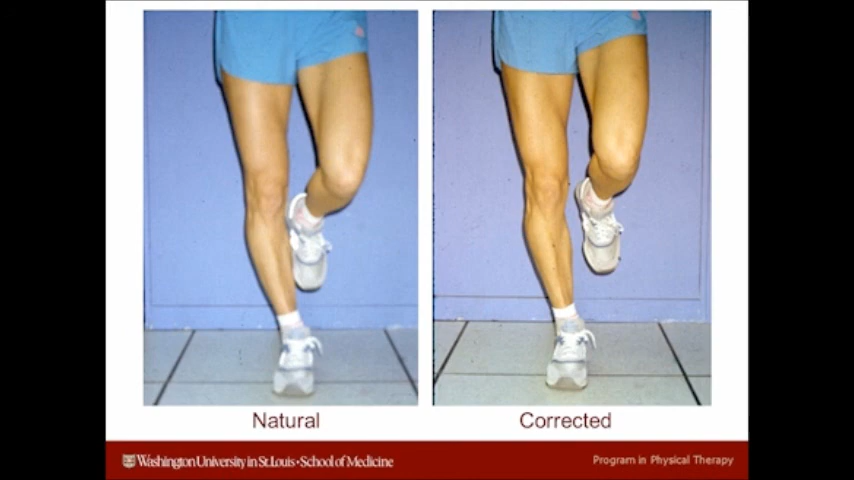 Natural
Corrected
Washington University in St. Louis • School of Medicine
Program in Physical Therapy